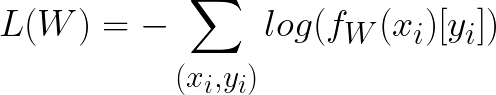 L(W) = − ∑_{(x_i,y_i)} log(f_W(x_i)[y_i])